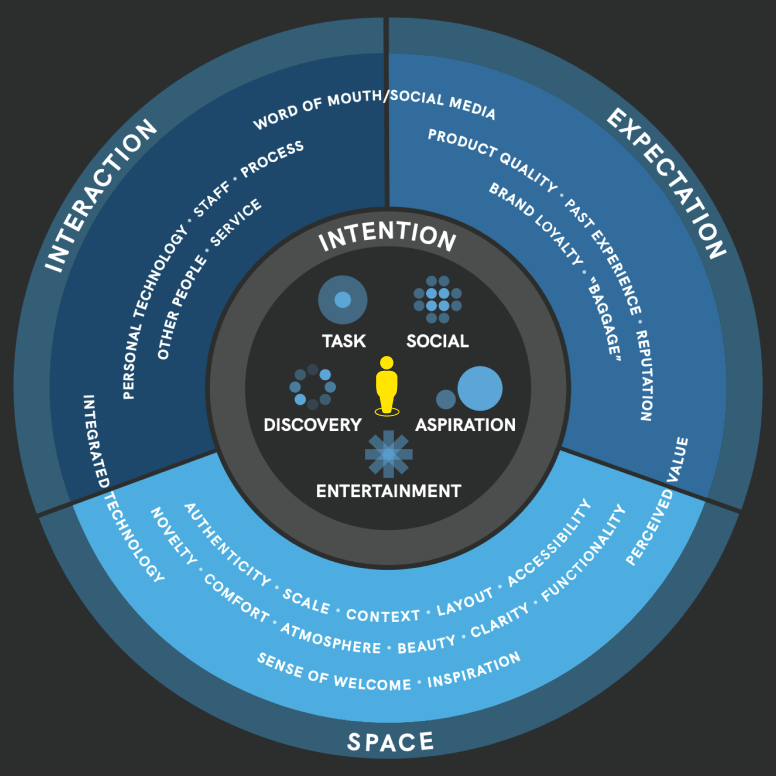 INTERACTION
EXPECTATION
WORD OF MOUTH/SOCIAL MEDIA
PERSONAL TECHNOLOGY • STAFF • PROCESS
OTHER PEOPLE • SERVICE
PRODUCT QUALITY • PAST EXPERIENCE • REPUTATION
BRAND LOYALTY • "BAGGAGE"
INTENTION
TASK
SOCIAL
DISCOVERY
ASPIRATION
ENTERTAINMENT
INTEGRATED TECHNOLOGY
PERCEIVED VALUE
AUTHENTICITY • SCALE • CONTEXT • LAYOUT • ACCESSIBILITY
NOVELTY • COMFORT • ATMOSPHERE • BEAUTY • CLARITY • FUNCTIONALITY
SENSE OF WELCOME • INSPIRATION
SPACE